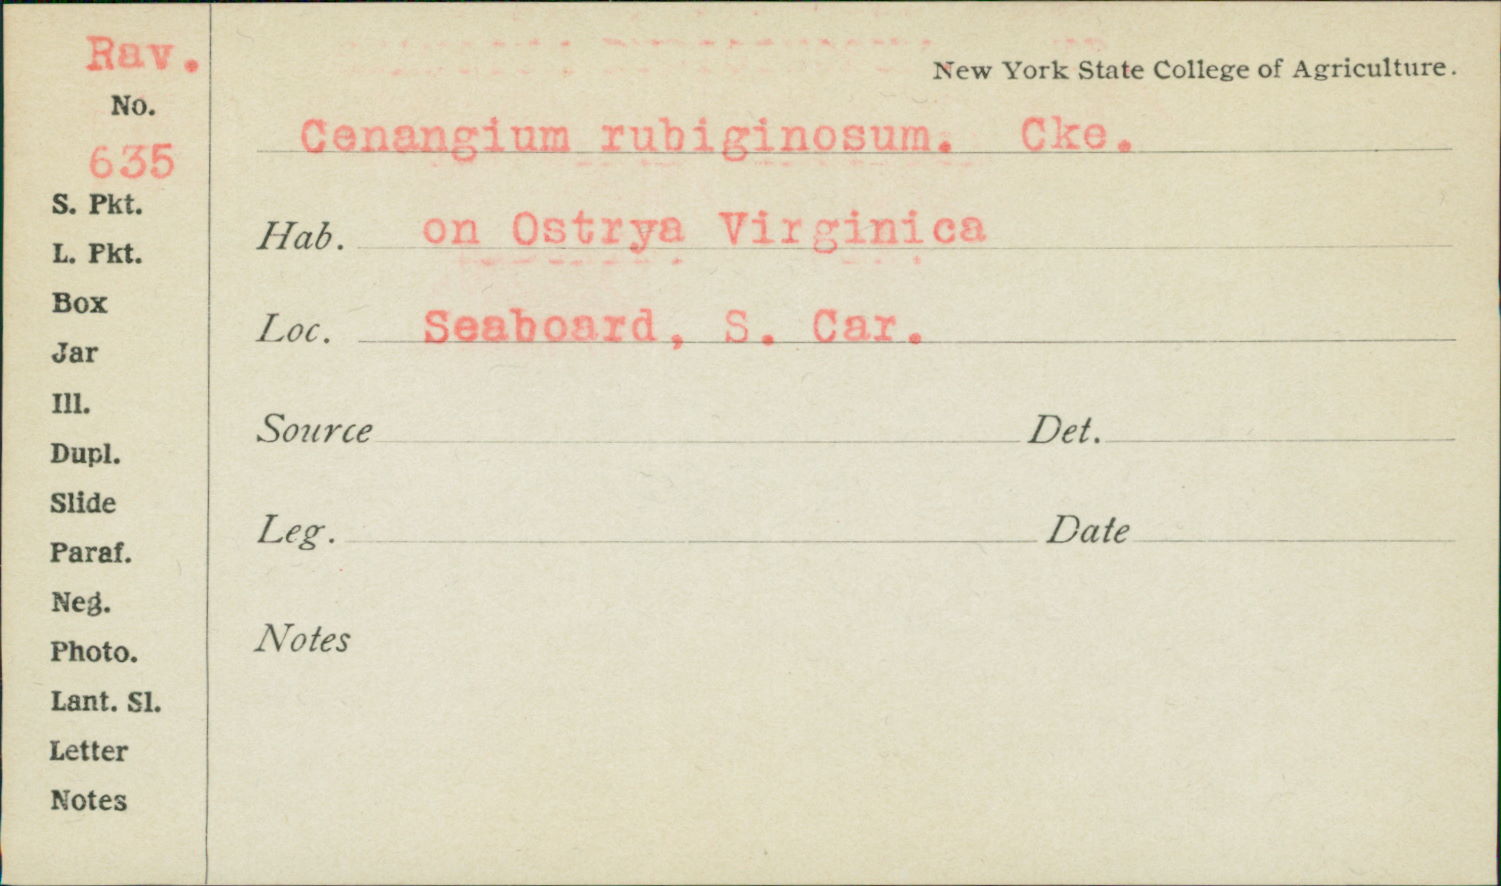 Rav.
No.
635
S. Pkt.
L. Pkt.
Box
Jar
Ill.
Dupl.
Slide
Paraf.
Neg.
Photo.
Lant. Sl.
Letter
Notes
New York State College of Agriculture.
Cenangium rubiginosum. Cke.
Hab. on Ostrya Virginica
Loc. Seaboard, S. Car.
Source Det.
Leg. Date
Notes